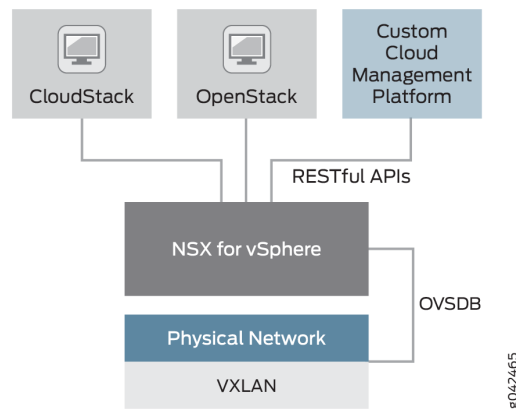 CloudStack
OpenStack
Custom
Cloud
Management
Platform
RESTful APIs
NSX for vSphere
OVSDB
Physical Network
VXLAN
g042465